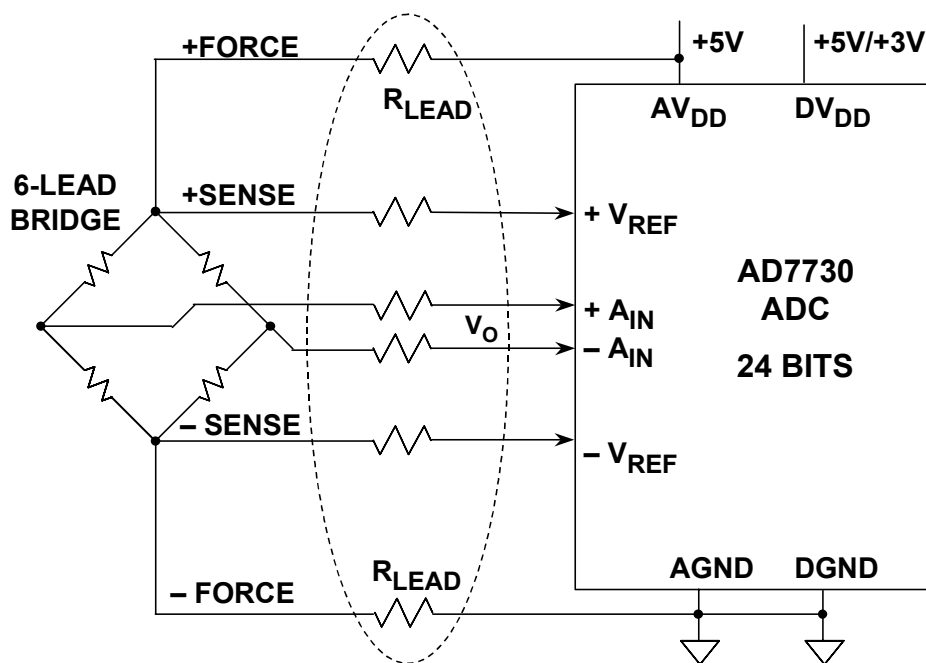 +5V
+5V/+3V
+FORCE
R_LEAD
AV_DD
DV_DD
6-LEAD
BRIDGE
+SENSE
+ V_REF
AD7730
ADC
24 BITS
+ A_IN
V_O
– A_IN
– SENSE
– V_REF
R_LEAD
AGND
DGND
– FORCE